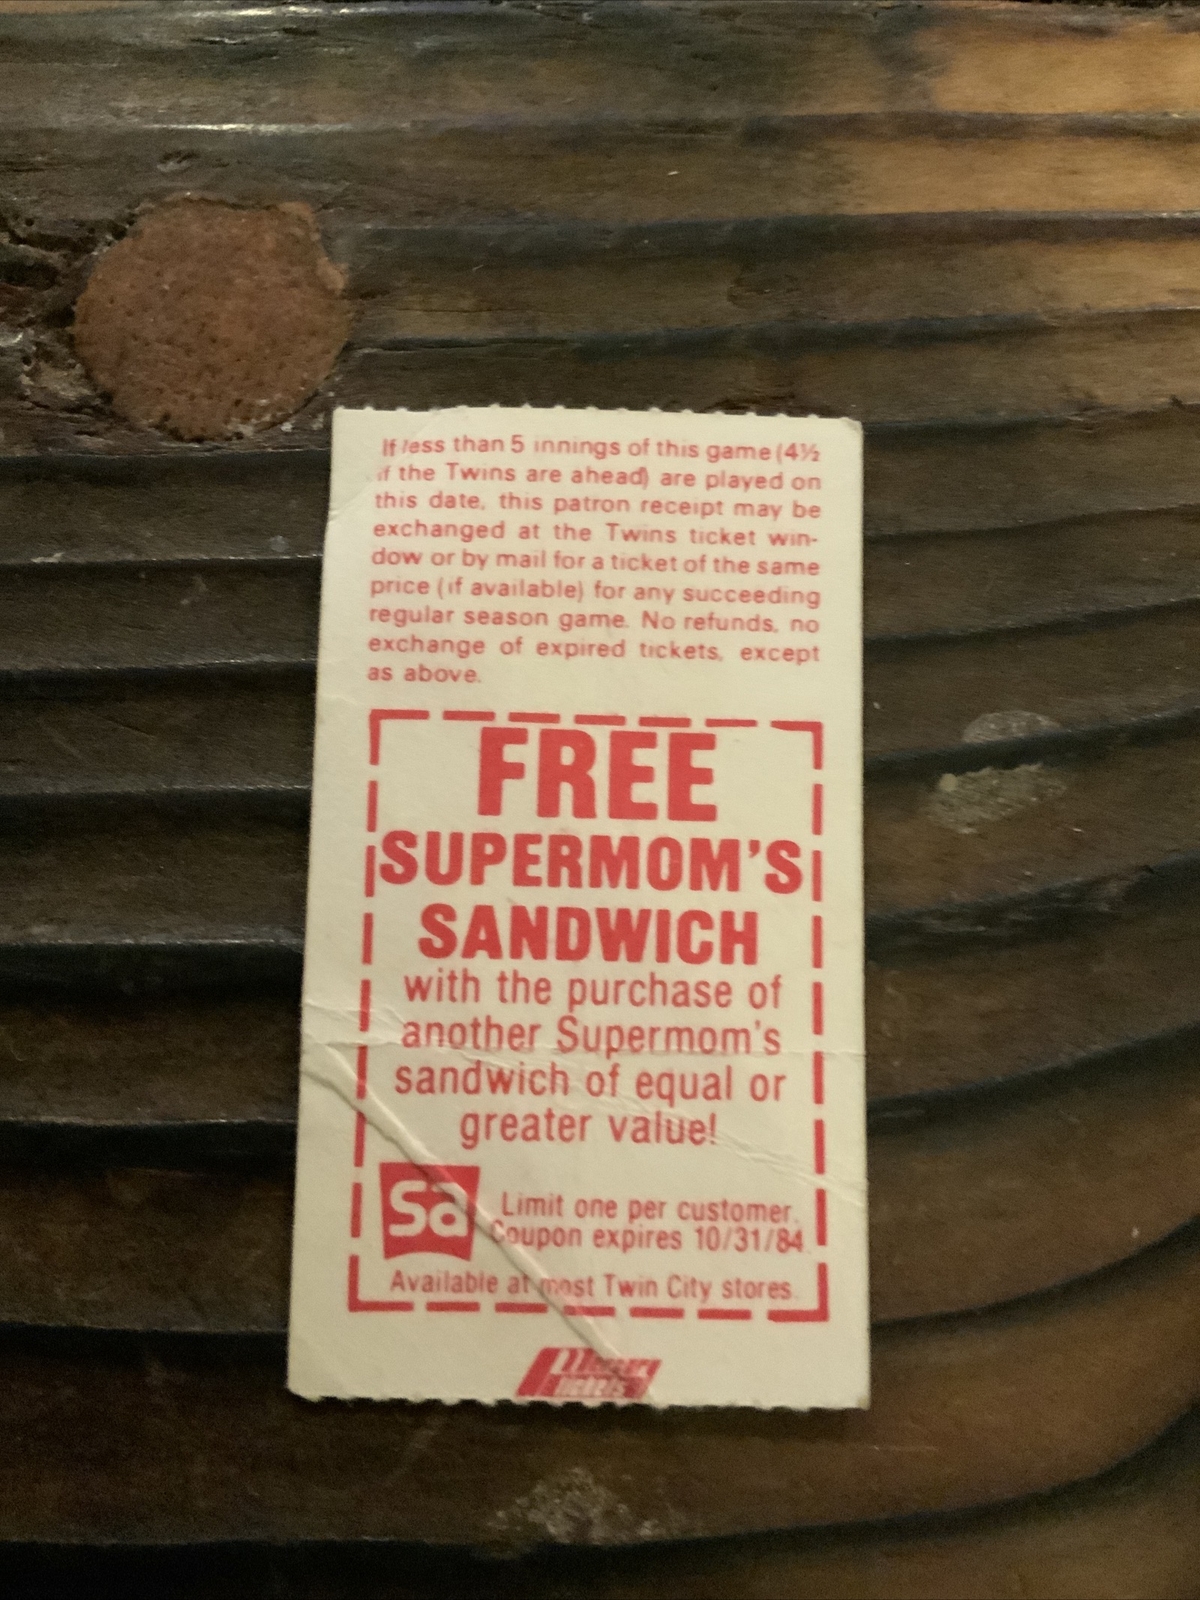 If less than 5 innings of this game (4½
if the Twins are ahead) are played on
this date, this patron receipt may be
exchanged at the Twins ticket win-
dow or by mail for a ticket of the same
price (if available) for any succeeding
regular season game. No refunds, no
exchange of expired tickets, except
as above.
FREE
SUPERMOM'S
SANDWICH
with the purchase of
another Supermom's
sandwich of equal or
greater value!
Sa
Limit one per customer.
Coupon expires 10/31/84
Available at most Twin City stores.
tickets